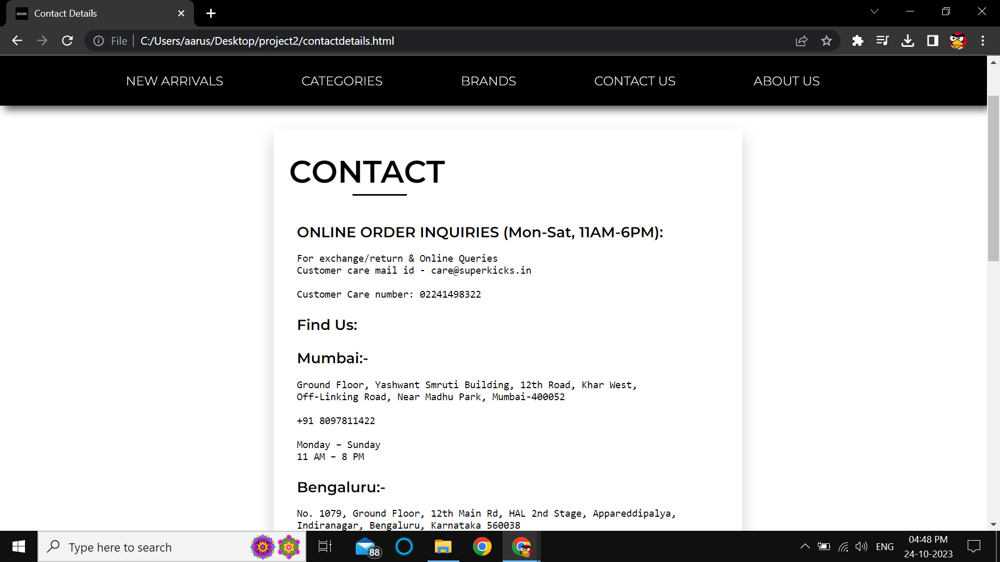 Contact Details
File
C:/Users/aarus/Desktop/project2/contactdetails.html
NEW ARRIVALS
CATEGORIES
BRANDS
CONTACT US
ABOUT US
CONTACT
ONLINE ORDER INQUIRIES (Mon-Sat, 11AM-6PM):
For exchange/return & Online Queries
Customer care mail id - care@superkicks.in
Customer Care number: 02241498322
Find Us:
Mumbai:-
Ground Floor, Yashwant Smruti Building, 12th Road, Khar West,
Off-Linking Road, Near Madhu Park, Mumbai-400052
+91 8097811422
Monday – Sunday
11 AM – 8 PM
Bengaluru:-
No. 1079, Ground Floor, 12th Main Rd, HAL 2nd Stage, Appareddipalya,
Indiranagar, Bengaluru, Karnataka 560038
Type here to search
88
ENG
04:48 PM
24-10-2023